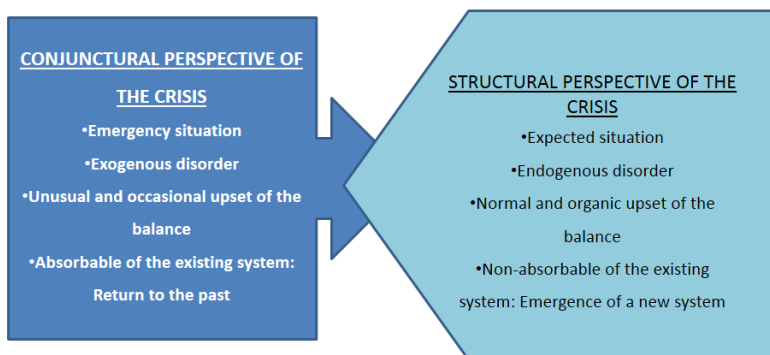 CONJUNCTURAL PERSPECTIVE OF
THE CRISIS
•Emergency situation
•Exogenous disorder
•Unusual and occasional upset of the
balance
•Absorbable of the existing system:
Return to the past
STRUCTURAL PERSPECTIVE OF THE
CRISIS
•Expected situation
•Endogenous disorder
•Normal and organic upset of the
balance
•Non-absorbable of the existing
system: Emergence of a new system